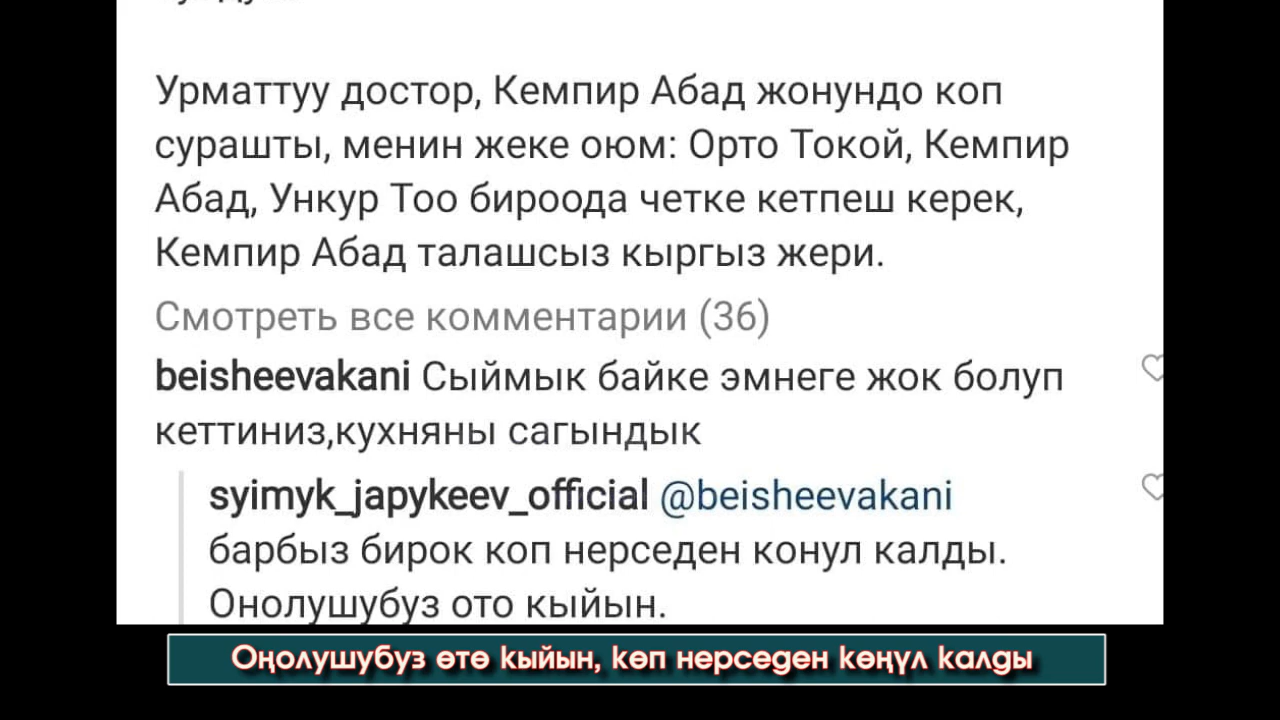 Урматтуу достор, Кемпир Абад жонундо коп
сурашты, менин жеке оюм: Орто Токой, Кемпир
Абад, Ункур Тоо бироода четке кетпеш керек,
Кемпир Абад талашсыз кыргыз жери.
Смотреть все комментарии (36)
beisheevakani Сыймык байке эмнеге жок болуп
кеттиниз,кухняны сагындык
syimyk_japykeev_official @beisheevakani
барбыз бирок коп нерседен конул калды.
Онолушубуз ото кыйын.
Оңолушубуз өтө кыйын, көп нерседен көңүл калды